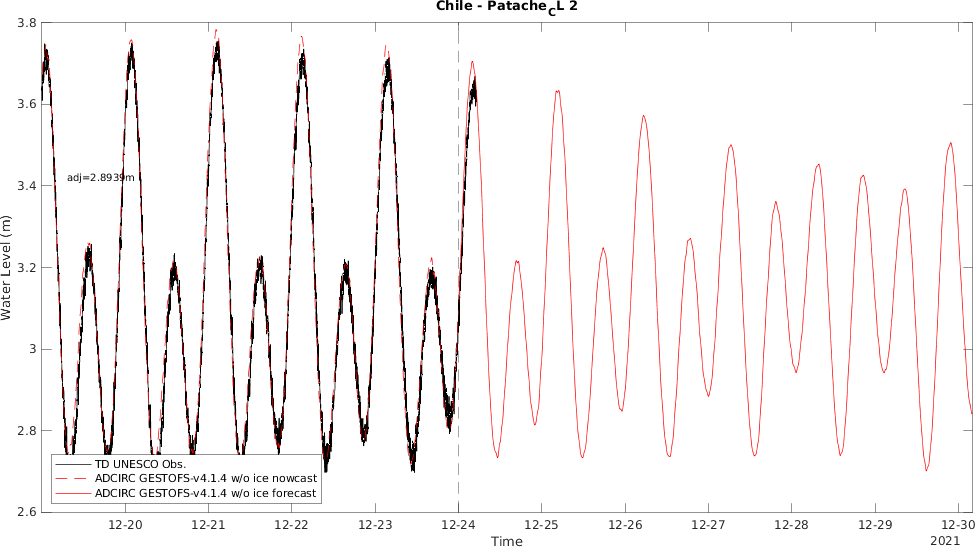 Chile - Patache_CL 2
3.8
3.6
3.4
3.2
3
2.8
2.6
Water Level (m)
adj=2.8939m
TD UNESCO Obs.
ADCIRC GESTOFS-v4.1.4 w/o ice nowcast
ADCIRC GESTOFS-v4.1.4 w/o ice forecast
12-20 12-21 12-22 12-23 12-24 12-25 12-26 12-27 12-28 12-29 12-30
Time
2021